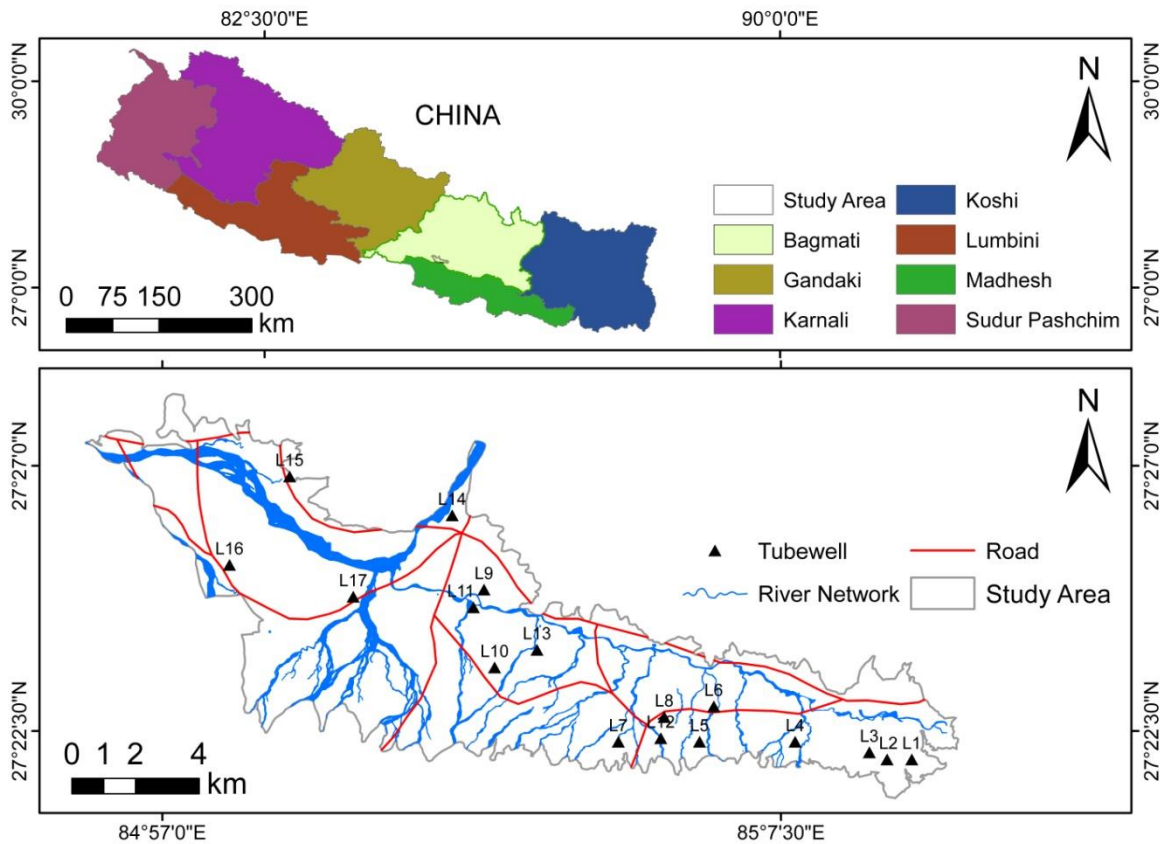 82°30'0"E 90°0'0"E
30°0'0"N
30°0'0"N
N
CHINA
Study Area
Koshi
Bagmati
Lumbini
Gandaki
Madhesh
Karnali
Sudur Pashchim
27°0'0"N
27°0'0"N
0 75 150 300
km
N
27°27'0"N
27°27'0"N
L15
L14
L16
L17
L9
L11
L13
L10
Tubewell
Road
River Network
Study Area
L6
L8
L7
L12
L5
L4
L3
L2
L1
27°22'30"N
27°22'30"N
0 1 2 4
km
84°57'0"E 85°7'30"E